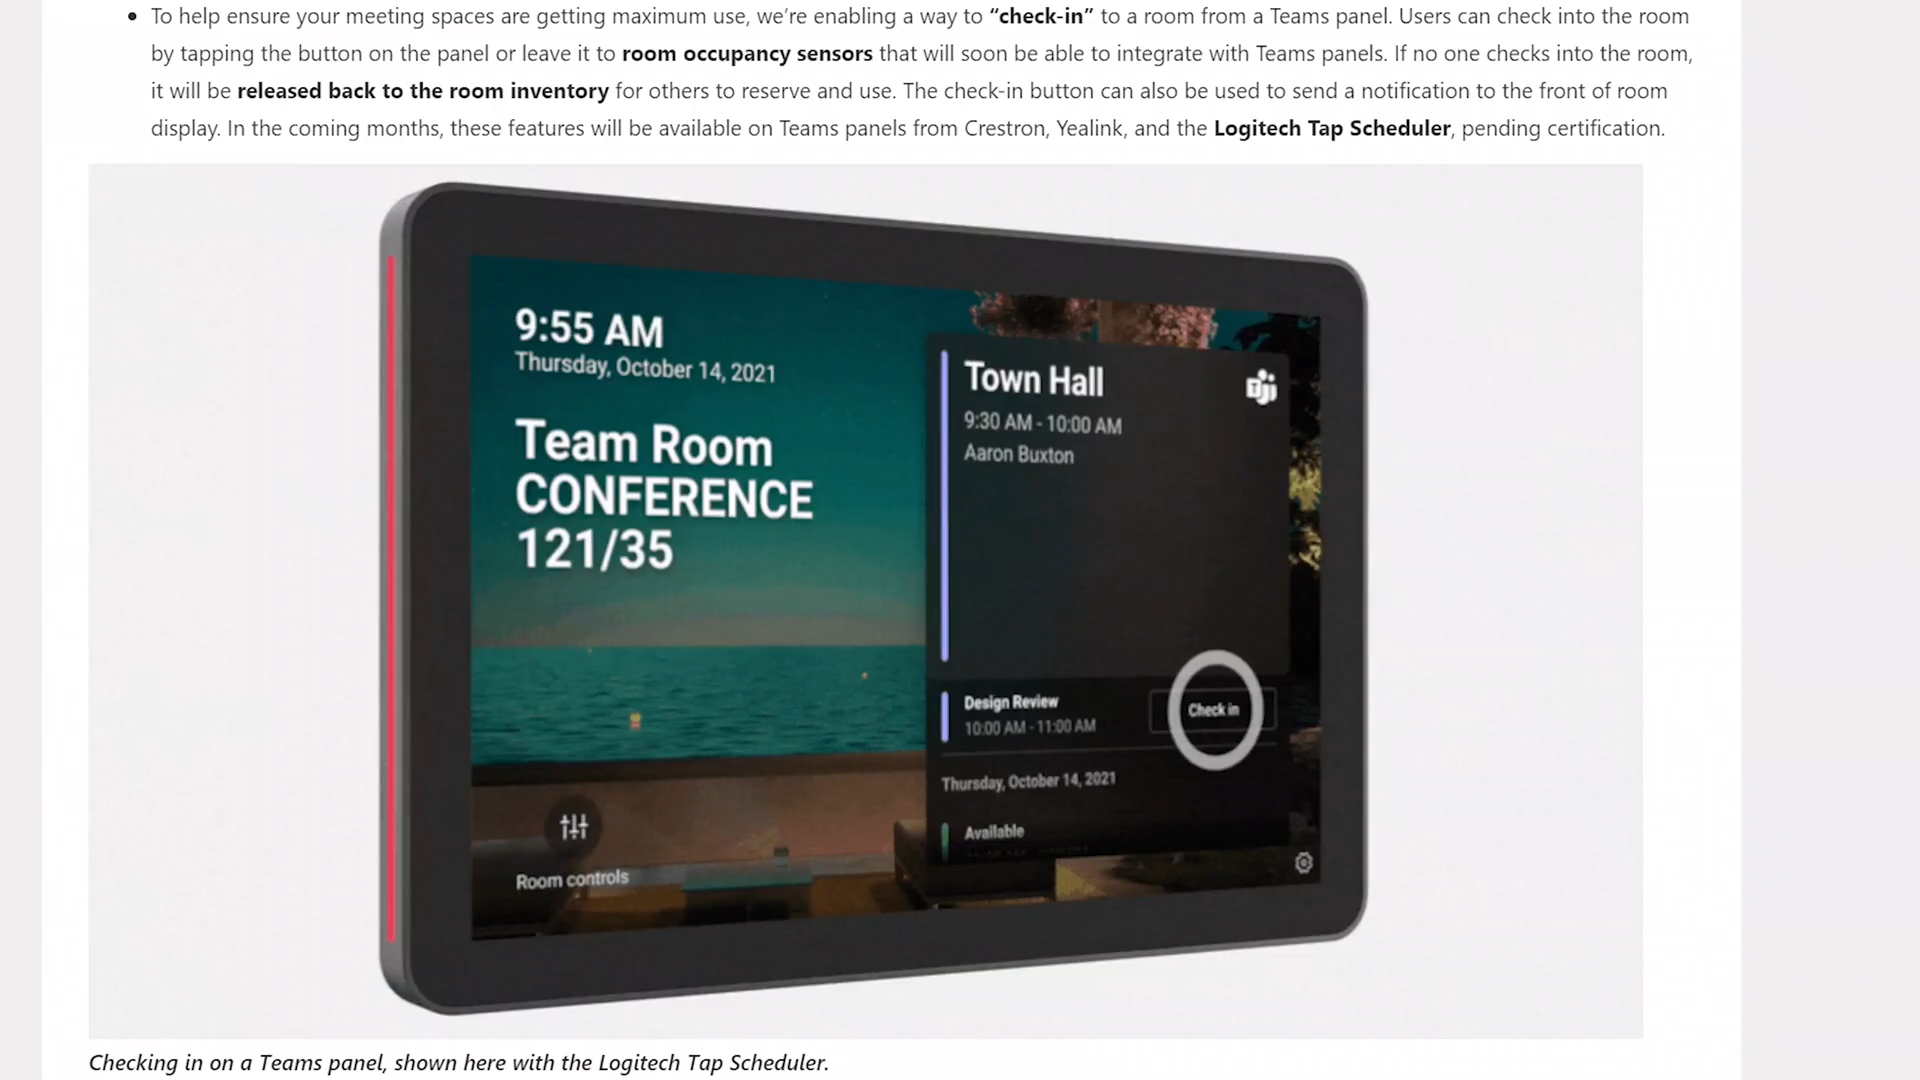 • To help ensure your meeting spaces are getting maximum use, we’re enabling a way to “check-in” to a room from a Teams panel. Users can check into the room
by tapping the button on the panel or leave it to room occupancy sensors that will soon be able to integrate with Teams panels. If no one checks into the room,
it will be released back to the room inventory for others to reserve and use. The check-in button can also be used to send a notification to the front of room
display. In the coming months, these features will be available on Teams panels from Crestron, Yealink, and the Logitech Tap Scheduler, pending certification.
9:55 AM
Thursday, October 14, 2021
Team Room
CONFERENCE
121/35
Room controls
Town Hall
9:30 AM - 10:00 AM
Aaron Buxton
Design Review
10:00 AM - 11:00 AM
Check in
Thursday, October 14, 2021
Available
Checking in on a Teams panel, shown here with the Logitech Tap Scheduler.